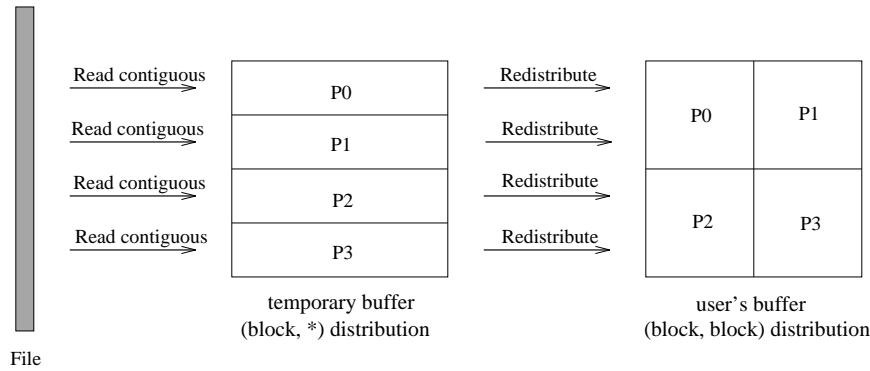 Read contiguous
Read contiguous
Read contiguous
Read contiguous
P0
P1
P2
P3
Redistribute
Redistribute
Redistribute
Redistribute
P0
P1
P2
P3
temporary buffer
(block, *) distribution
user's buffer
(block, block) distribution
File